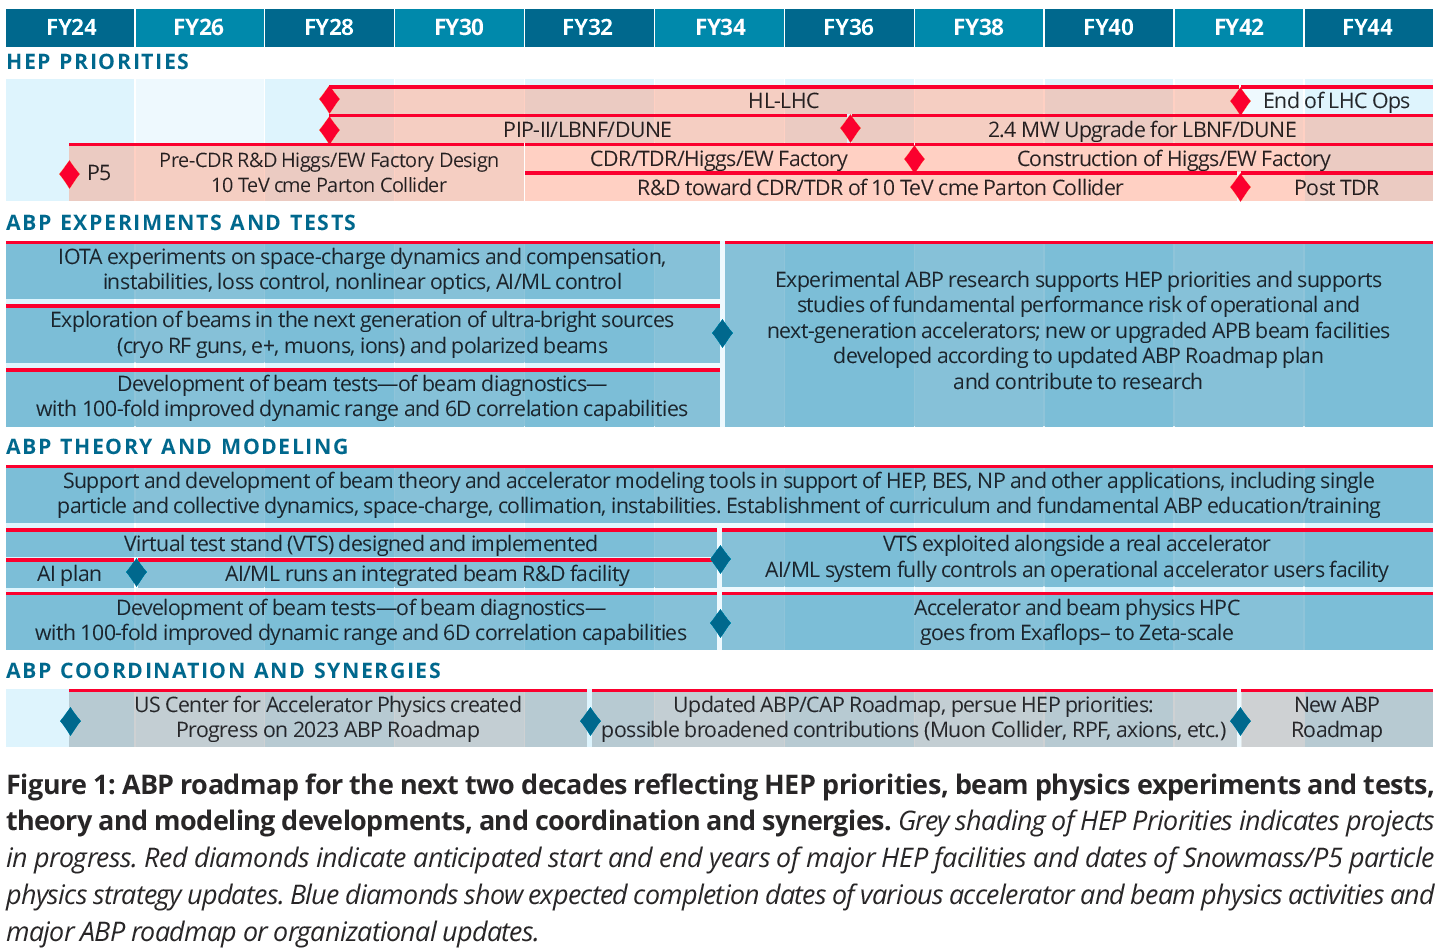 FY24 FY26 FY28 FY30 FY32 FY34 FY36 FY38 FY40 FY42 FY44
HEP PRIORITIES
HL-LHC
End of LHC Ops
PIP-II/LBNF/DUNE
2.4 MW Upgrade for LBNF/DUNE
P5
Pre-CDR R&D Higgs/EW Factory Design
10 TeV cme Parton Collider
CDR/TDR/Higgs/EW Factory
Construction of Higgs/EW Factory
R&D toward CDR/TDR of 10 TeV cme Parton Collider
Post TDR
ABP EXPERIMENTS AND TESTS
IOTA experiments on space-charge dynamics and compensation,
instabilities, loss control, nonlinear optics, AI/ML control
Exploration of beams in the next generation of ultra-bright sources
(cryo RF guns, e+, muons, ions) and polarized beams
Development of beam tests—of beam diagnostics—
with 100-fold improved dynamic range and 6D correlation capabilities
Experimental ABP research supports HEP priorities and supports
studies of fundamental performance risk of operational and
next-generation accelerators; new or upgraded APB beam facilities
developed according to updated ABP Roadmap plan
and contribute to research
ABP THEORY AND MODELING
Support and development of beam theory and accelerator modeling tools in support of HEP, BES, NP and other applications, including single
particle and collective dynamics, space-charge, collimation, instabilities. Establishment of curriculum and fundamental ABP education/training
Virtual test stand (VTS) designed and implemented
AI plan
AI/ML runs an integrated beam R&D facility
VTS exploited alongside a real accelerator
AI/ML system fully controls an operational accelerator users facility
Development of beam tests—of beam diagnostics—
with 100-fold improved dynamic range and 6D correlation capabilities
Accelerator and beam physics HPC
goes from Exaflops– to Zeta-scale
ABP COORDINATION AND SYNERGIES
US Center for Accelerator Physics created
Progress on 2023 ABP Roadmap
Updated ABP/CAP Roadmap, persue HEP priorities:
possible broadened contributions (Muon Collider, RPF, axions, etc.)
New ABP
Roadmap
Figure 1: ABP roadmap for the next two decades reflecting HEP priorities, beam physics experiments and tests,
theory and modeling developments, and coordination and synergies. Grey shading of HEP Priorities indicates projects
in progress. Red diamonds indicate anticipated start and end years of major HEP facilities and dates of Snowmass/P5 particle
physics strategy updates. Blue diamonds show expected completion dates of various accelerator and beam physics activities and
major ABP roadmap or organizational updates.